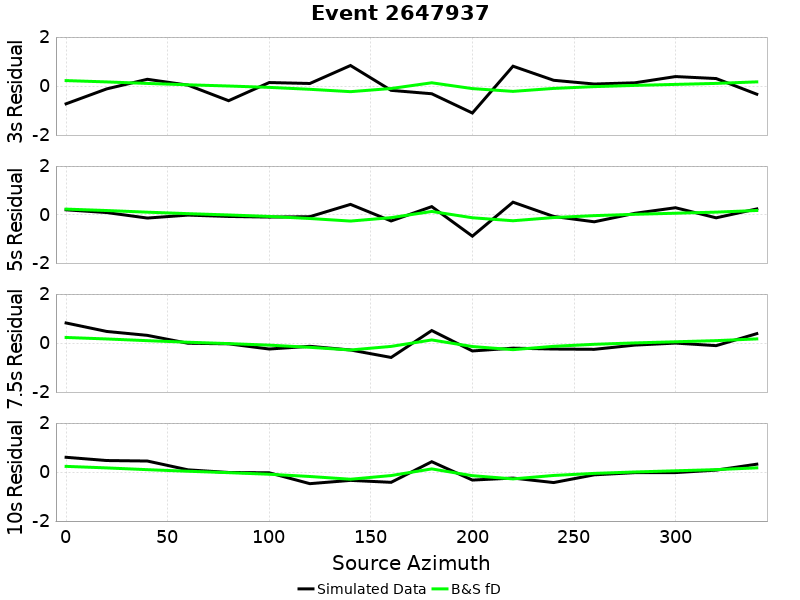 Event 2647937
3s Residual
2
0
-2
5s Residual
2
0
-2
7.5s Residual
2
0
-2
10s Residual
2
0
-2
0 50 100 150 200 250 300
Source Azimuth
Simulated Data B&S fD